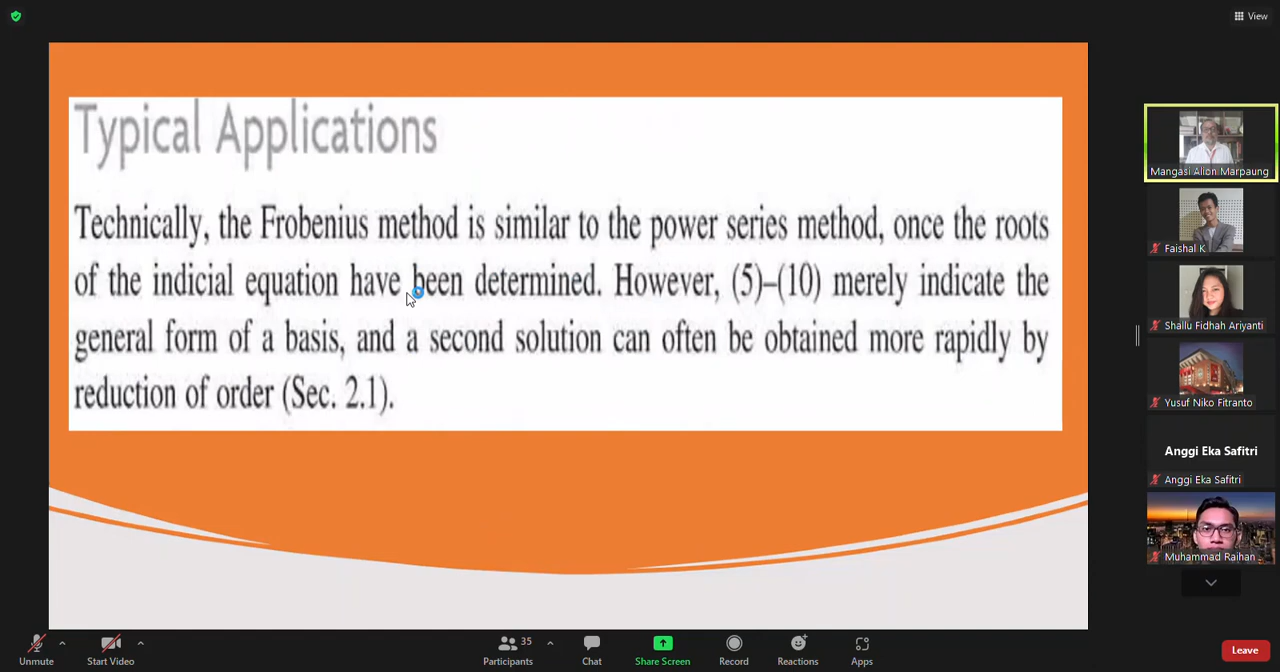 View
Typical Applications
Technically, the Frobenius method is similar to the power series method, once the roots
of the indicial equation have been determined. However, (5)–(10) merely indicate the
general form of a basis, and a second solution can often be obtained more rapidly by
reduction of order (Sec. 2.1).
Mangasi Alion Marpaung
Faishal K
Shallu Fidhah Ariyanti
Yusuf Niko Fitranto
Anggi Eka Safitri
Anggi Eka Safitri
Muhammad Raihan
Unmute
Start Video
35
Participants
Chat
Share Screen
Record
Reactions
Apps
Leave